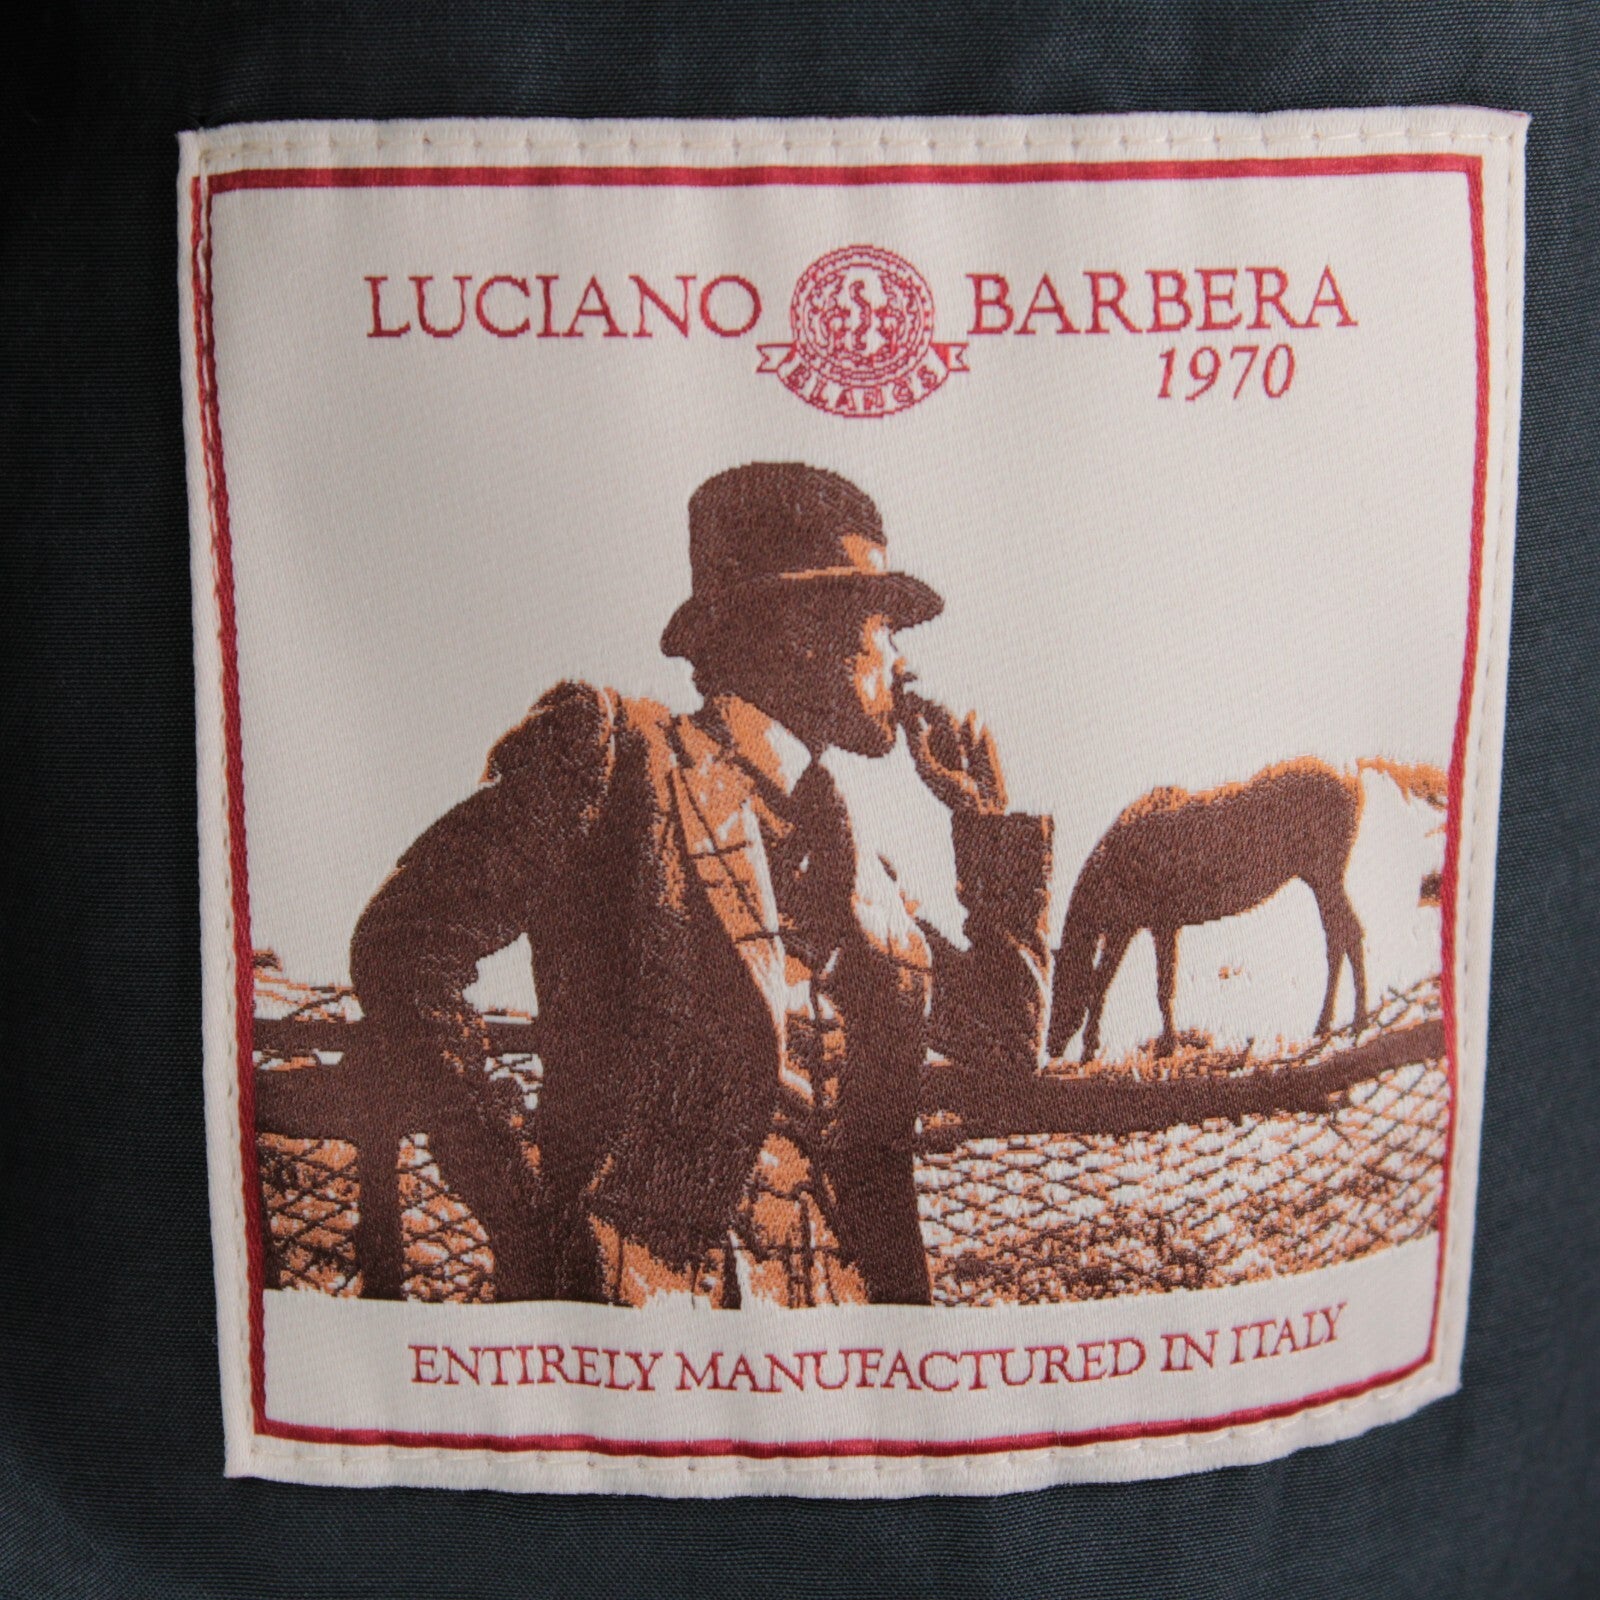 LUCIANO BARBERA
1970
ENTIRELY MANUFACTURED IN ITALY